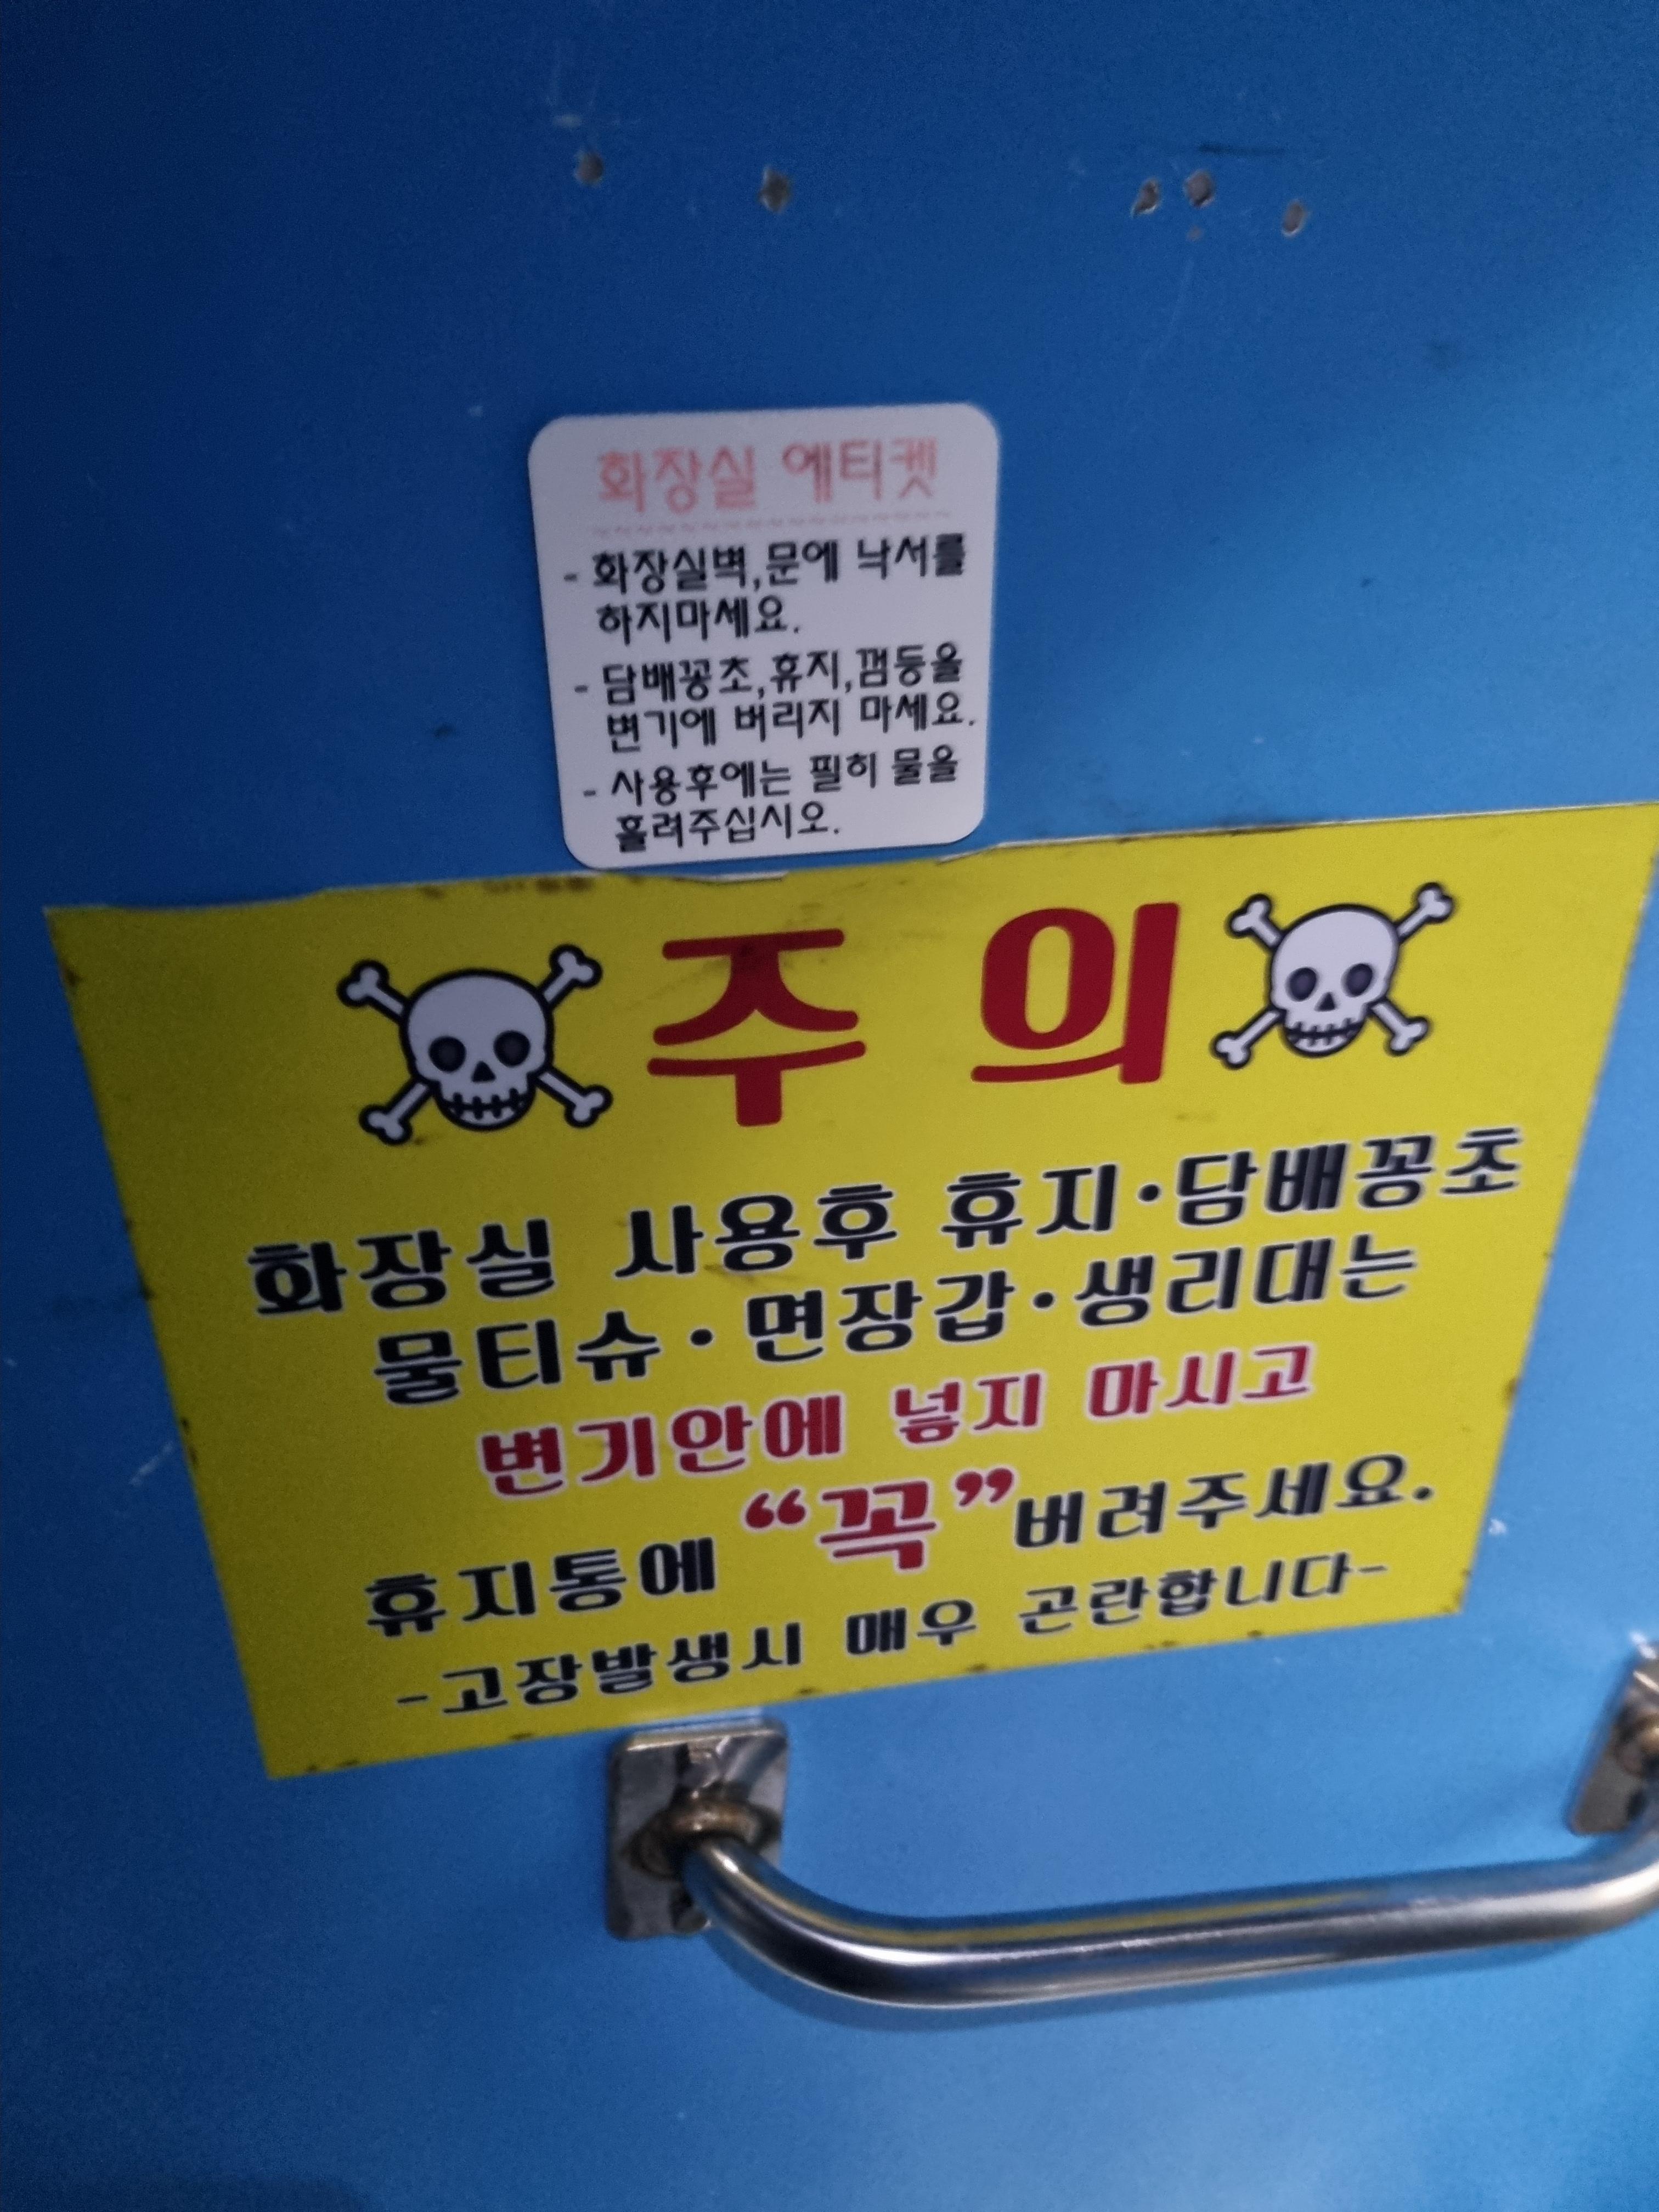 화장실 에티켓
- 화장실벽,문에 낙서를
하지마세요.
- 담배꽁초,휴지,껌등을
변기에 버리지 마세요.
- 사용후에는 필히 물을
흘려주십시오.
주 의
화장실 사용후 휴지·담배꽁초
물티슈·면장갑·생리대는
변기안에 넣지 마시고
휴지통에 “꼭”버려주세요.
-고장발생시 매우 곤란합니다-